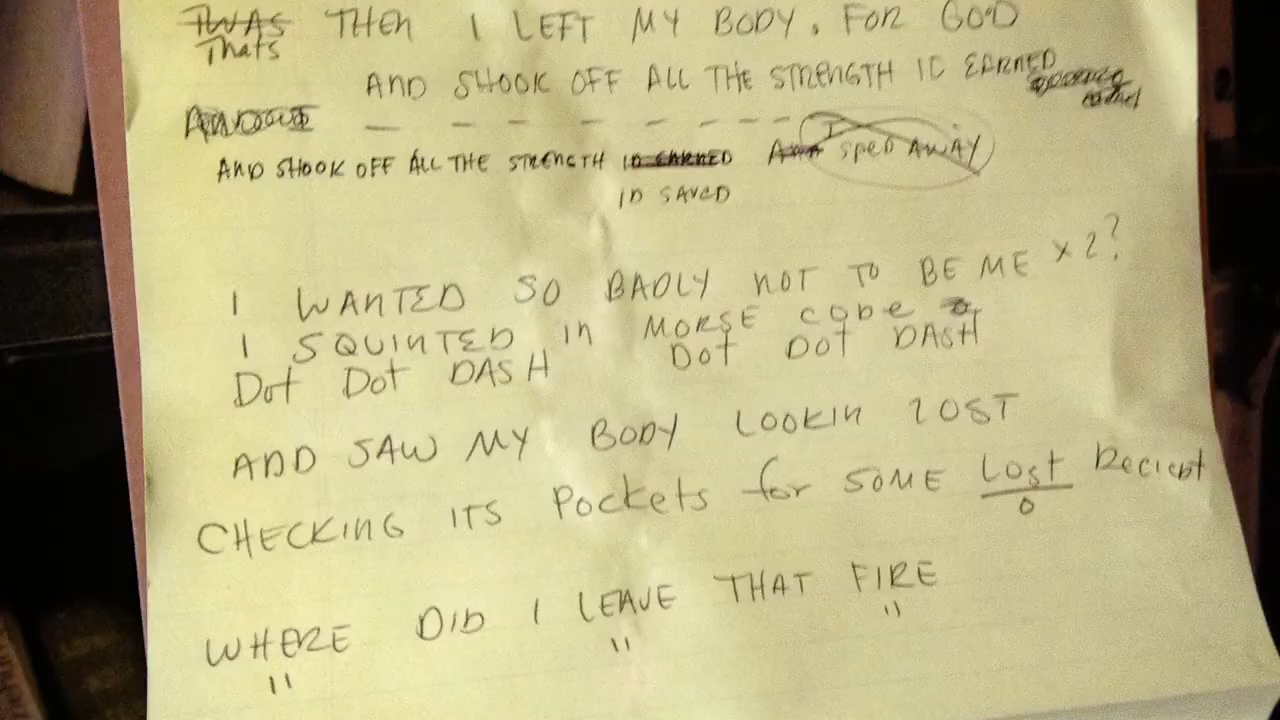 TWAS THEN I LEFT MY BODY. FOR GOD
Thats
AND SHOOK OFF ALL THE STRENGTH ID EARNED
— — — — — — — —
AND SHOOK OFF ALL THE STRENGTH ID EARNED AND I SPED AWAY
ID SAVED
I WANTED SO BADLY NOT TO BE ME x 2?
I SQUINTED in MORSE CODE
Dot Dot DASH Dot Dot DASH
AND SAW MY BODY LOOKIN LOST
CHECKING ITS Pockets for SOME Lost Reciept
0
WHERE DID I LEAVE THAT FIRE
" " "